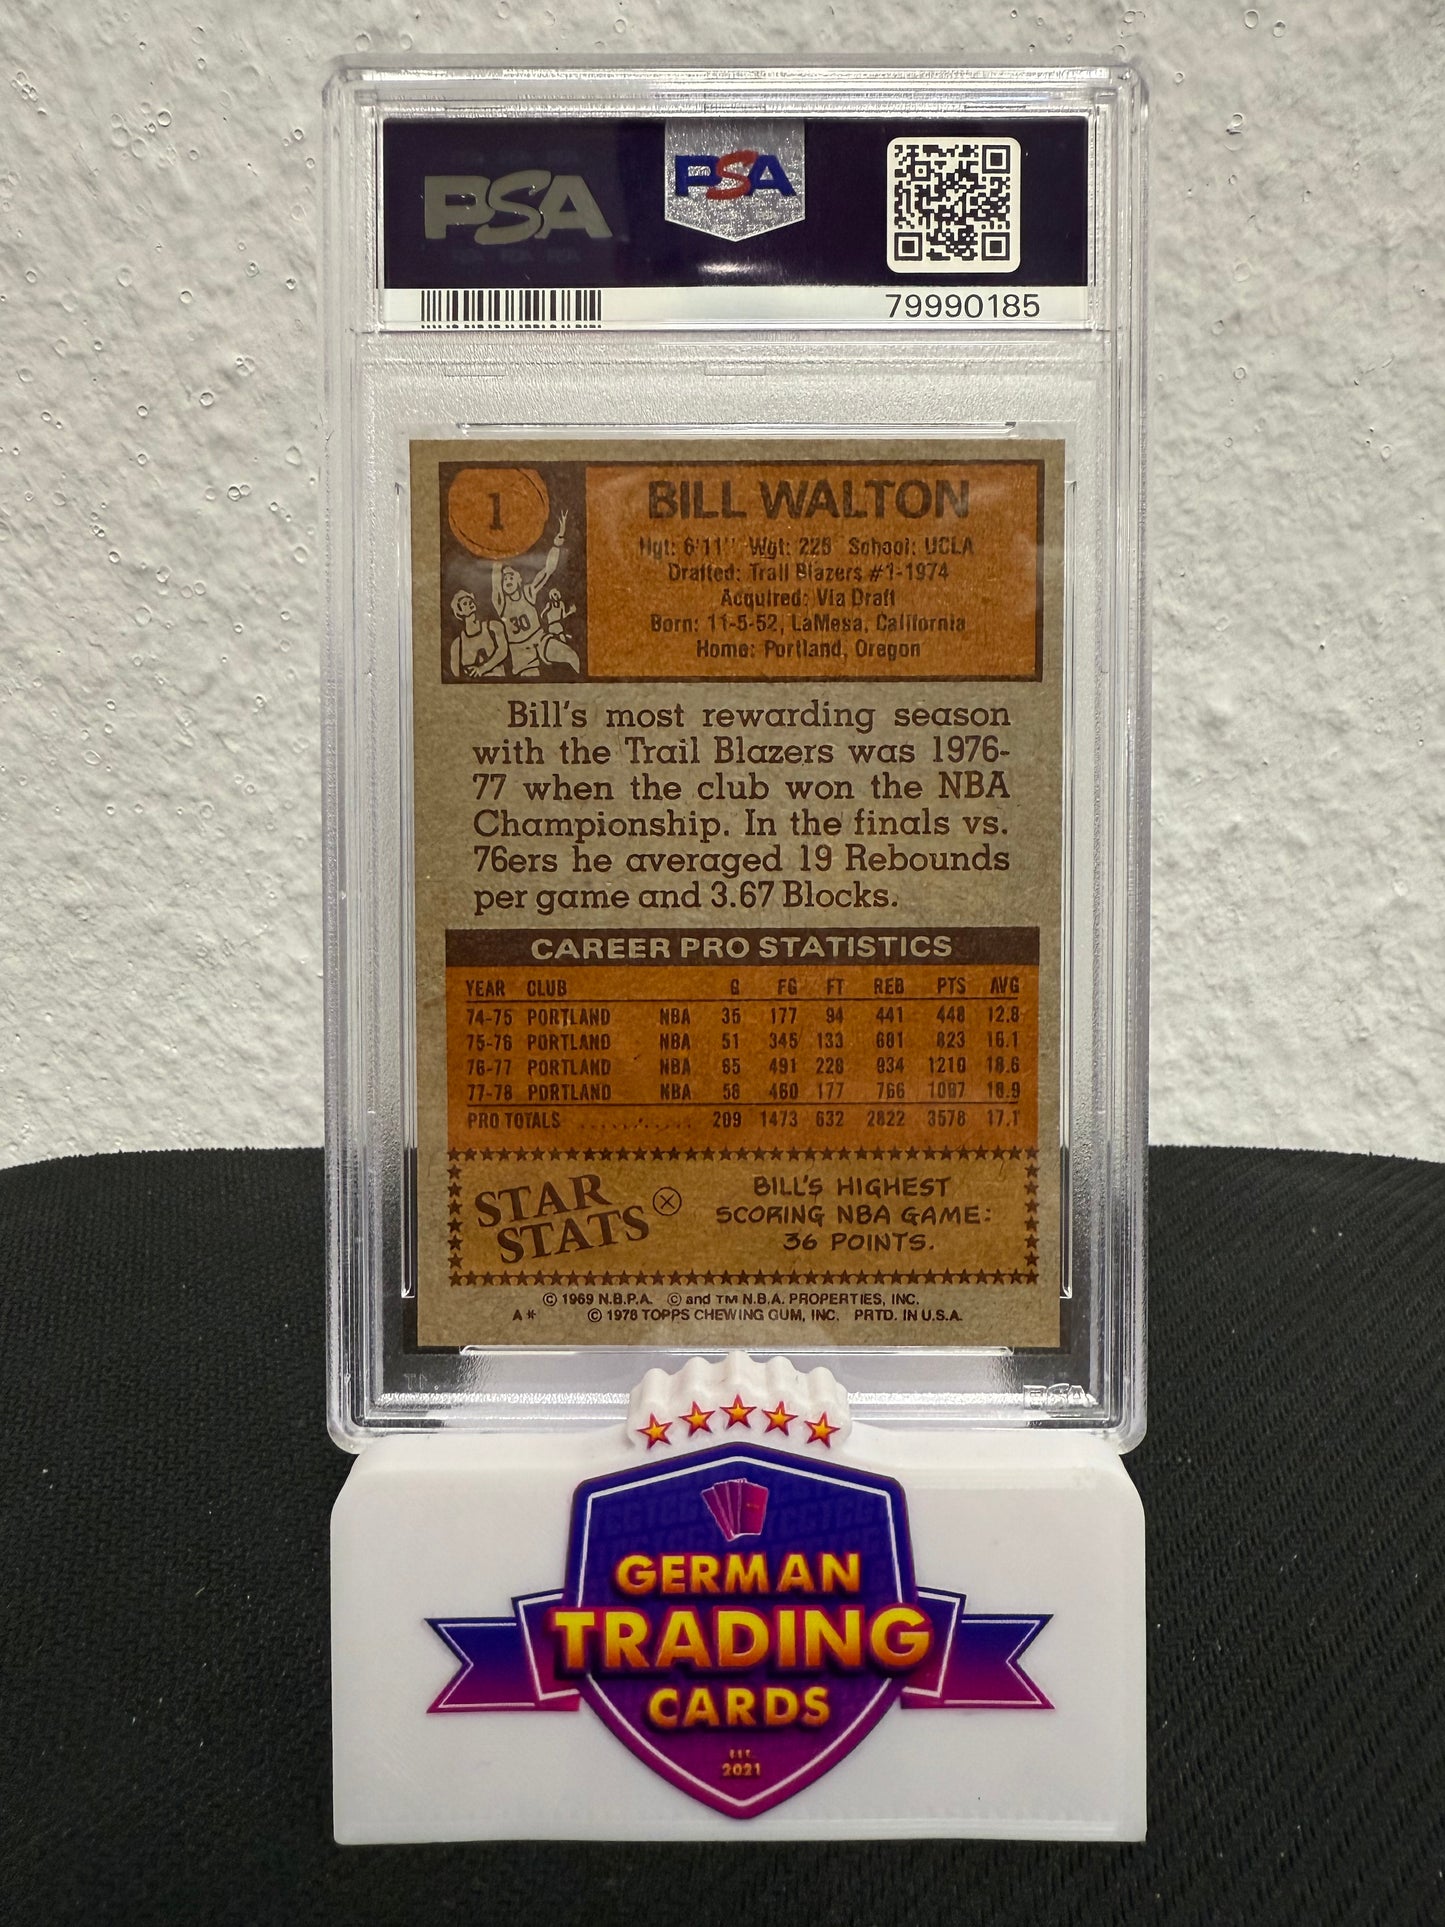 PSA
PSA
79990185
1
BILL WALTON
Hgt: 6'11" Wgt: 225 School: UCLA
Drafted: Trail Blazers #1-1974
Acquired: Via Draft
Born: 11-5-52, LaMesa, California
Home: Portland, Oregon
30
Bill's most rewarding season
with the Trail Blazers was 1976-
77 when the club won the NBA
Championship. In the finals vs.
76ers he averaged 19 Rebounds
per game and 3.67 Blocks.
CAREER PRO STATISTICS
YEAR CLUB G FG FT REB PTS AVG
74-75 PORTLAND NBA 35 177 94 441 448 12.8
75-76 PORTLAND NBA 51 345 133 681 823 16.1
76-77 PORTLAND NBA 65 491 228 934 1210 18.6
77-78 PORTLAND NBA 58 460 177 766 1097 18.9
PRO TOTALS ........... 209 1473 632 2822 3578 17.1
STAR
STATS
BILL'S HIGHEST
SCORING NBA GAME:
36 POINTS.
© 1969 N.B.P.A. © and TM N.B.A. PROPERTIES, INC.
A* © 1978 TOPPS CHEWING GUM, INC. PRTD. IN U.S.A.
PSA
GERMAN
TRADING
CARDS
EST.
2021